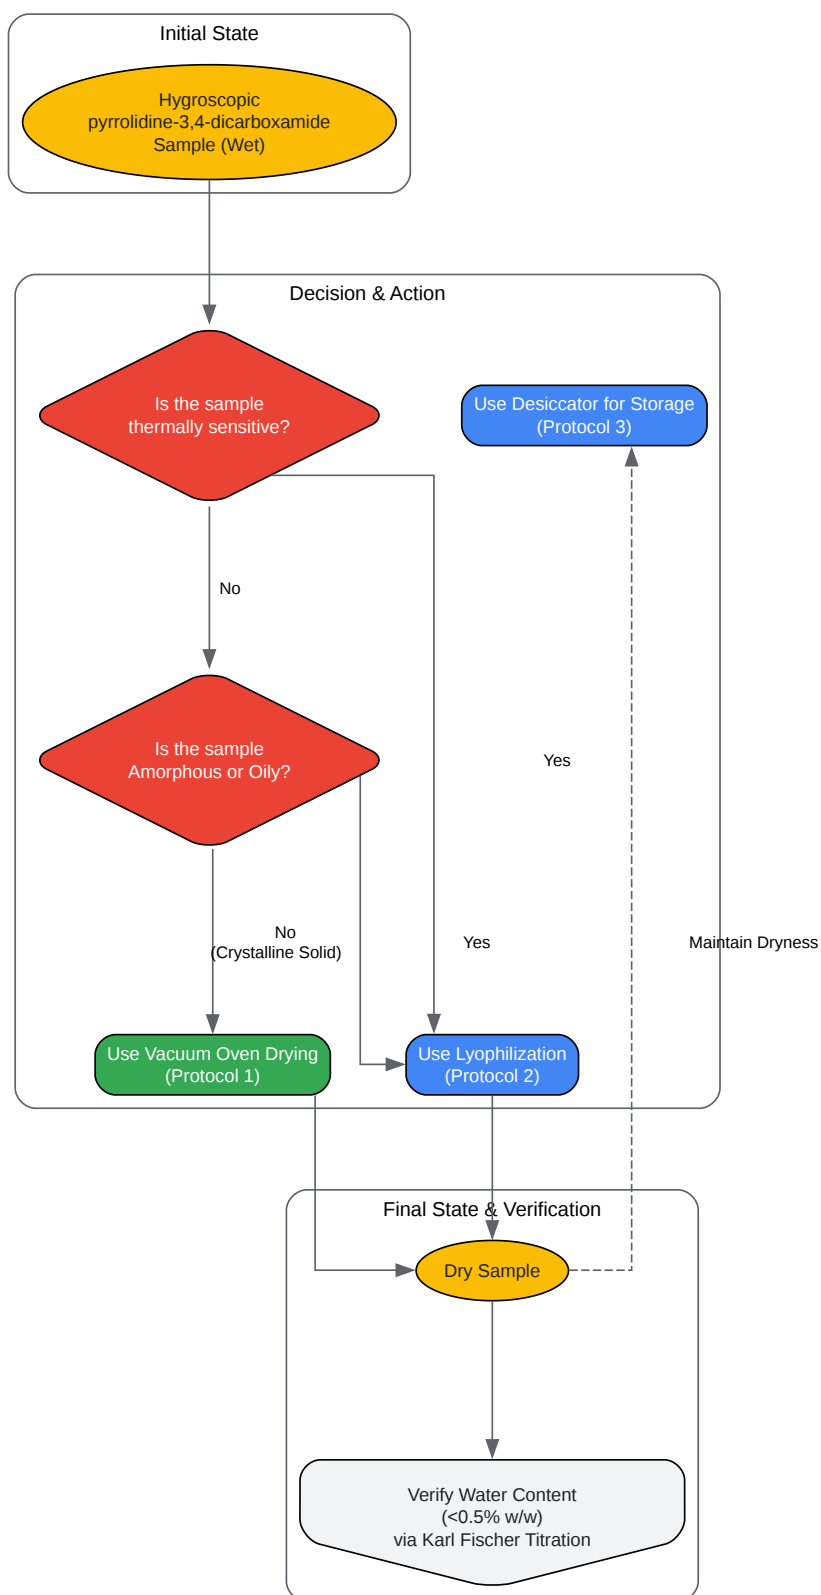 Initial State
Hygroscopic
pyrrolidine-3,4-dicarboxamide
Sample (Wet)
Decision & Action
Is the sample
thermally sensitive?
Use Desiccator for Storage
(Protocol 3)
No
Is the sample
Amorphous or Oily?
Yes
No
(Crystalline Solid)
Yes
Maintain Dryness
Use Vacuum Oven Drying
(Protocol 1)
Use Lyophilization
(Protocol 2)
Final State & Verification
Dry Sample
Verify Water Content
(<0.5% w/w)
via Karl Fischer Titration